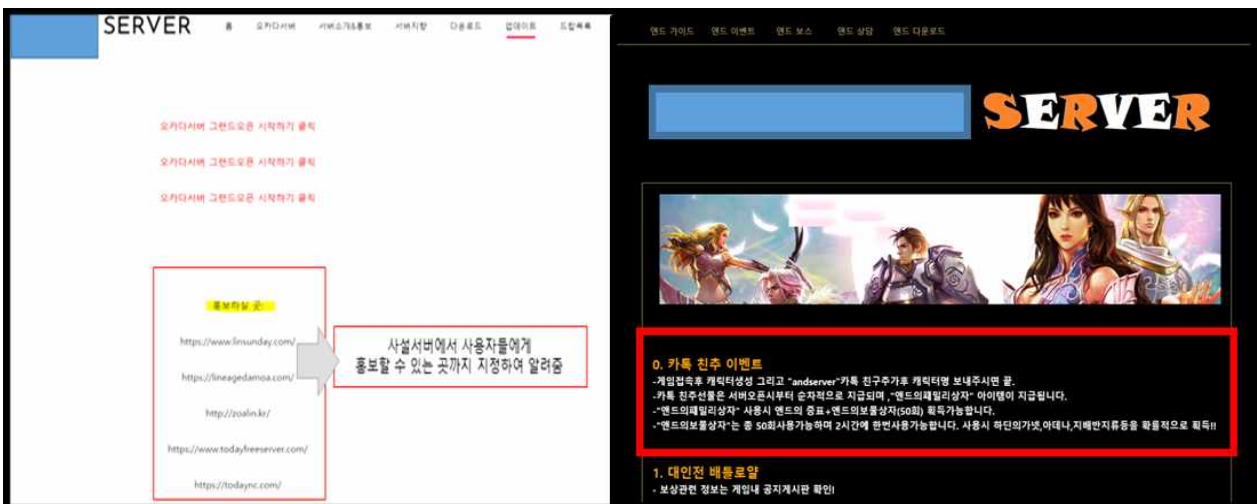 SERVER
홈 오카다서버 서버소개&홍보 서버사항 다운로드 업데이트 드랍목록
오카다서버 그랜드오픈 시작하기 클릭
오카다서버 그랜드오픈 시작하기 클릭
오카다서버 그랜드오픈 시작하기 클릭
홍보하실 곳:
https://www.linsunday.com/
https://lineagedamoa.com/
http://zoalin.kr/
https://www.todayfreeserver.com/
https://todaync.com/
사설서버에서 사용자들에게
홍보할 수 있는 곳까지 지정하여 알려줌
앤드 가이드 앤드 이벤트 앤드 보스 앤드 상담 앤드 다운로드
SERVER
0. 카톡 친추 이벤트
-게임접속후 캐릭터생성 그리고 "andserver"카톡 친구추가후 캐릭터명 보내주시면 끝.
-카톡 친추선물은 서버오픈시부터 순차적으로 지급되며 ,"앤드의패밀리상자" 아이템이 지급됩니다.
-"앤드의패밀리상자" 사용시 앤드의 증표+앤드의보물상자(50회) 획득가능합니다.
-"앤드의보물상자"는 총 50회사용가능하며 2시간에 한번사용가능합니다. 사용시 하딘의가넷,아데나,지배반지류등을 확률적으로 획득!!
1. 대인전 배틀로얄
- 보상관련 정보는 게임내 공지게시판 확인!